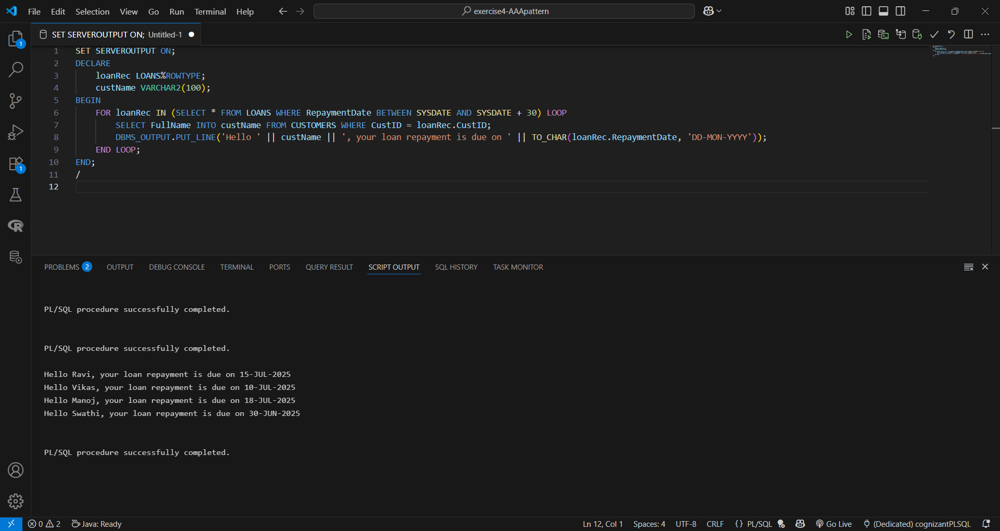 File Edit Selection View Go Run Terminal Help
exercise4-AAApattern
SET SERVEROUTPUT ON; Untitled-1
1 SET SERVEROUTPUT ON;
2 DECLARE
3     loanRec LOANS%ROWTYPE;
4     custName VARCHAR2(100);
5 BEGIN
6     FOR loanRec IN (SELECT * FROM LOANS WHERE RepaymentDate BETWEEN SYSDATE AND SYSDATE + 30) LOOP
7         SELECT FullName INTO custName FROM CUSTOMERS WHERE CustID = loanRec.CustID;
8         DBMS_OUTPUT.PUT_LINE('Hello ' || custName || ', your loan repayment is due on ' || TO_CHAR(loanRec.RepaymentDate, 'DD-MON-YYYY'));
9     END LOOP;
10 END;
11 /
12
1
1
PROBLEMS 2 OUTPUT DEBUG CONSOLE TERMINAL PORTS QUERY RESULT SCRIPT OUTPUT SQL HISTORY TASK MONITOR
PL/SQL procedure successfully completed.
PL/SQL procedure successfully completed.
Hello Ravi, your loan repayment is due on 15-JUL-2025
Hello Vikas, your loan repayment is due on 10-JUL-2025
Hello Manoj, your loan repayment is due on 18-JUL-2025
Hello Swathi, your loan repayment is due on 30-JUN-2025
PL/SQL procedure successfully completed.
0 2 Java: Ready Ln 12, Col 1 Spaces: 4 UTF-8 CRLF {} PL/SQL Go Live (Dedicated) cognizantPLSQL